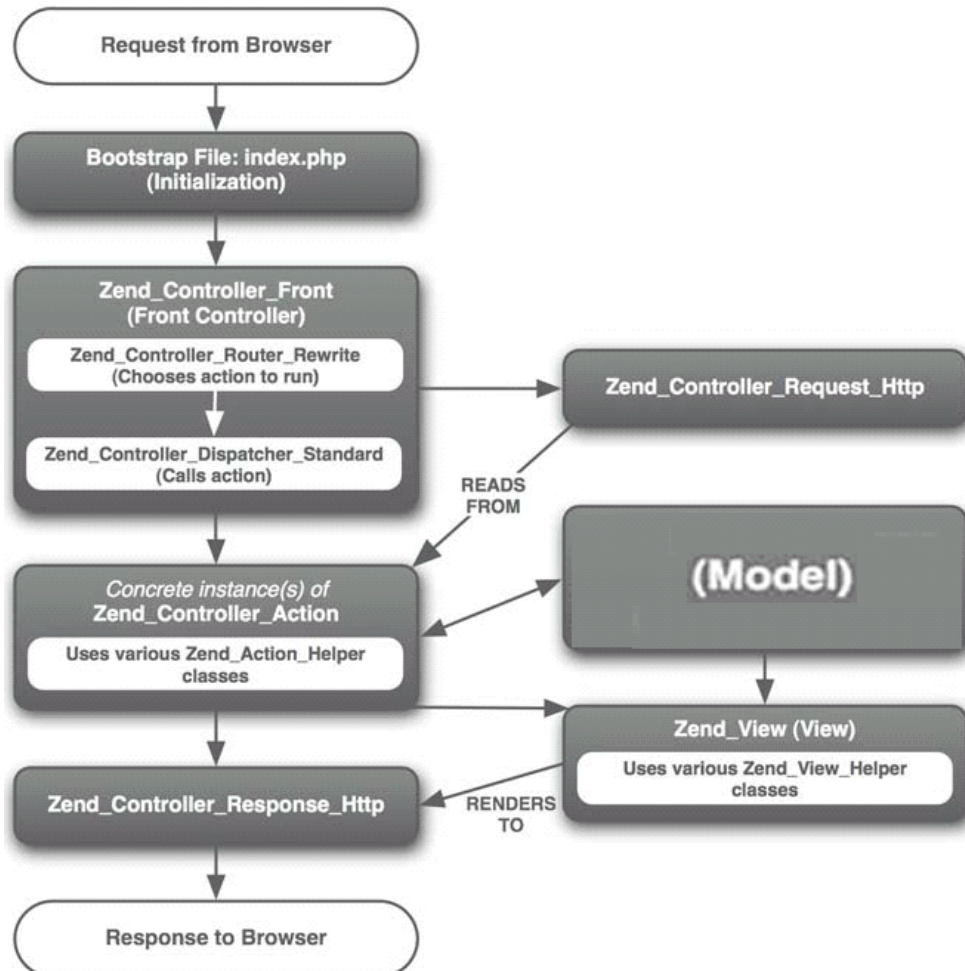 Request from Browser
Bootstrap File: index.php
(Initialization)
Zend_Controller_Front
(Front Controller)
Zend_Controller_Router_Rewrite
(Chooses action to run)
Zend_Controller_Dispatcher_Standard
(Calls action)
Zend_Controller_Request_Http
READS
FROM
Concrete instance(s) of
Zend_Controller_Action
Uses various Zend_Action_Helper
classes
(Model)
Zend_View (View)
Uses various Zend_View_Helper
classes
Zend_Controller_Response_Http
RENDERS
TO
Response to Browser